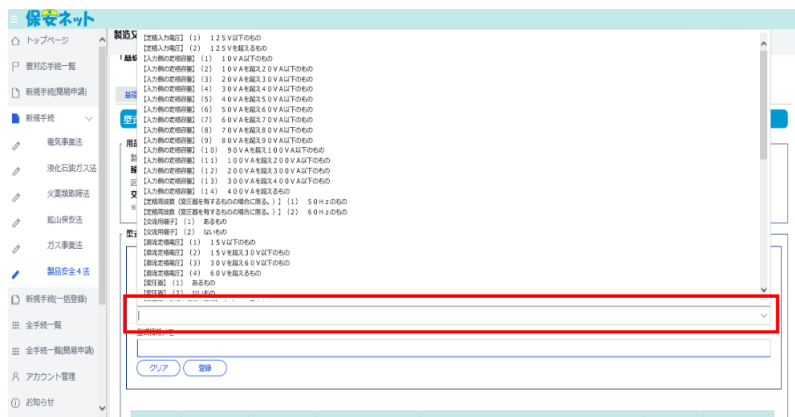 保安ネット
トップページ
要対応手続一覧
新規手続(簡易申請)
新規手続
電気事業法
液化石油ガス法
火薬類取締法
鉱山保安法
ガス事業法
製品安全4法
新規手続(一括登録)
全手続一覧
全手続一覧(簡易申請)
アカウント管理
お知らせ
製造又
基礎
【定格入力電圧】（1） 125V以下のもの
【定格入力電圧】（2） 125Vを超えるもの
【入力側の定格容量】（1） 10VA以下のもの
【入力側の定格容量】（2） 10VAを超え20VA以下のもの
【入力側の定格容量】（3） 20VAを超え30VA以下のもの
【入力側の定格容量】（4） 30VAを超え40VA以下のもの
【入力側の定格容量】（5） 40VAを超え50VA以下のもの
【入力側の定格容量】（6） 50VAを超え60VA以下のもの
【入力側の定格容量】（7） 60VAを超え70VA以下のもの
【入力側の定格容量】（8） 70VAを超え80VA以下のもの
【入力側の定格容量】（9） 80VAを超え90VA以下のもの
【入力側の定格容量】（10） 90VAを超え100VA以下のもの
【入力側の定格容量】（11） 100VAを超え200VA以下のもの
【入力側の定格容量】（12） 200VAを超え300VA以下のもの
【入力側の定格容量】（13） 300VAを超え400VA以下のもの
【入力側の定格容量】（14） 400VAを超えるもの
【定格周波数（変圧器を有するものの場合に限る。）】（1） 50Hzのもの
【定格周波数（変圧器を有するものの場合に限る。）】（2） 60Hzのもの
【交流用端子】（1） あるもの
【交流用端子】（2） ないもの
【直流定格電圧】（1） 15V以下のもの
【直流定格電圧】（2） 15Vを超え30V以下のもの
【直流定格電圧】（3） 30Vを超え60V以下のもの
【直流定格電圧】（4） 60Vを超えるもの
【変圧器】（1） あるもの
【変圧器】（2） ないもの
型式
用品
製
輸
区
交
※
型式
クリア
登録